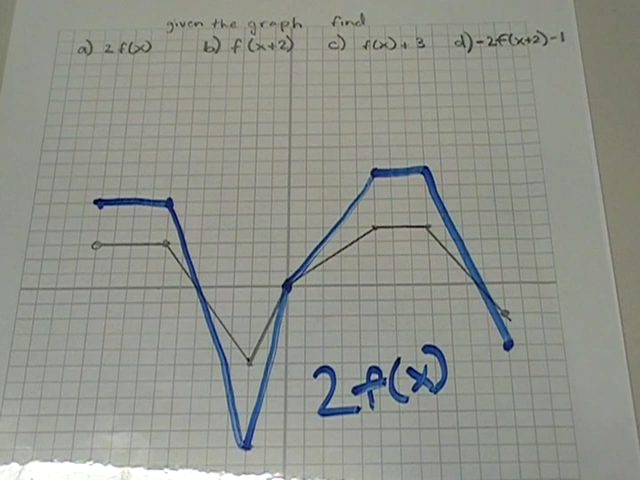 given the graph find
a) 2f(x) b) f(x+2) c) f(x)+3 d) -2f(x+2)-1
2f(x)